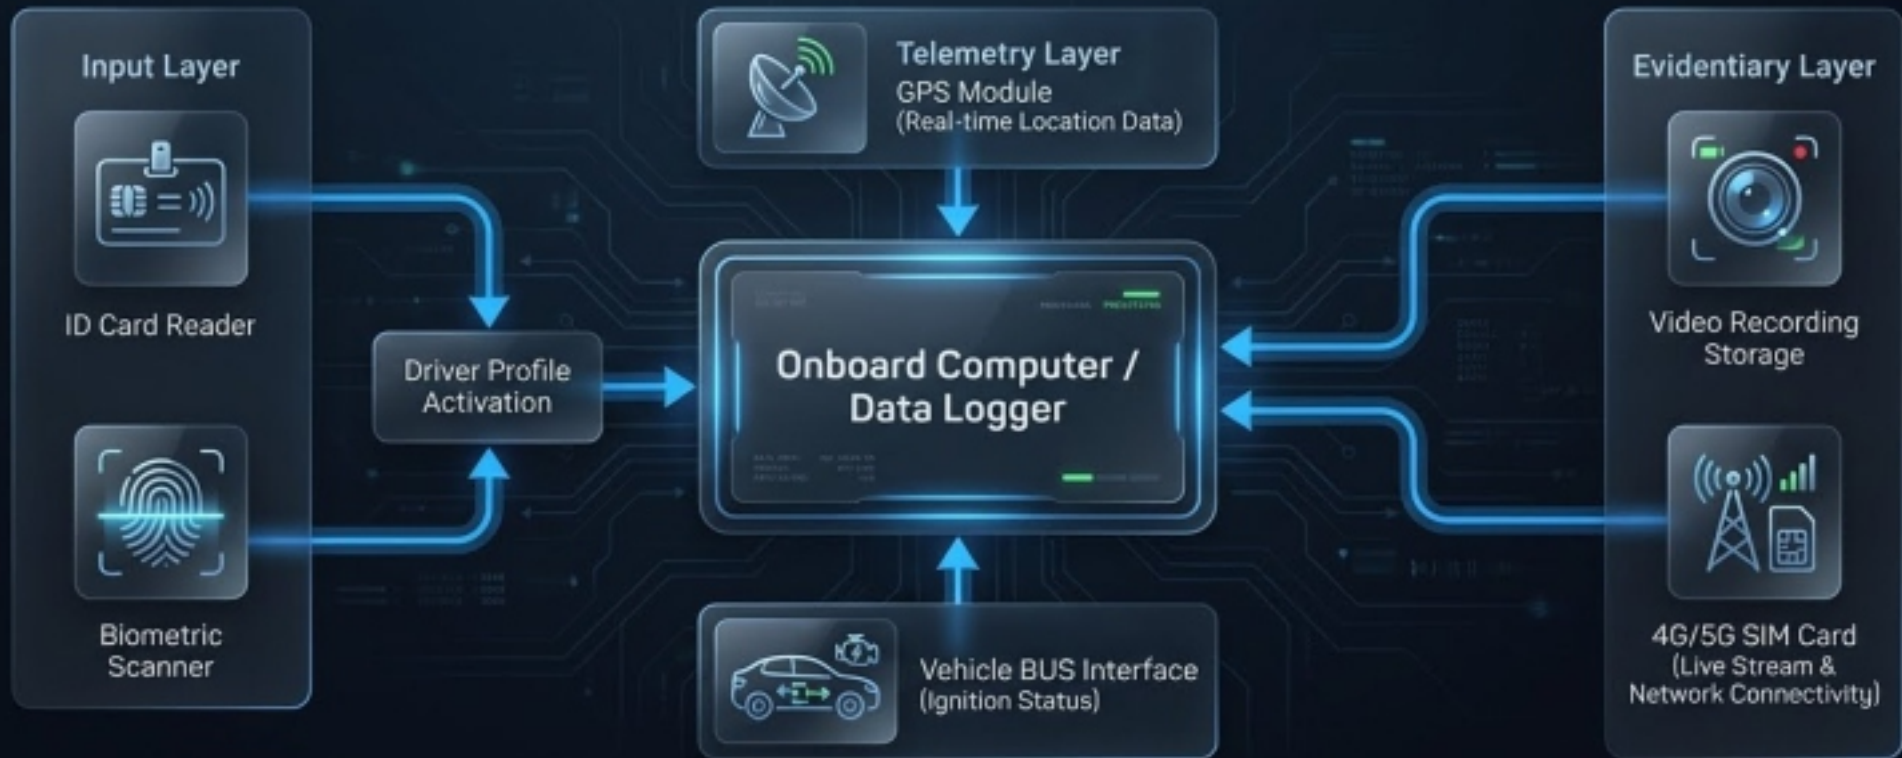 Input Layer
ID Card Reader
Biometric
Scanner
Driver Profile
Activation
Telemetry Layer
GPS Module
(Real-time Location Data)
Onboard Computer /
Data Logger
Vehicle BUS Interface
(Ignition Status)
Evidentiary Layer
Video Recording
Storage
4G/5G SIM Card
(Live Stream &
Network Connectivity)